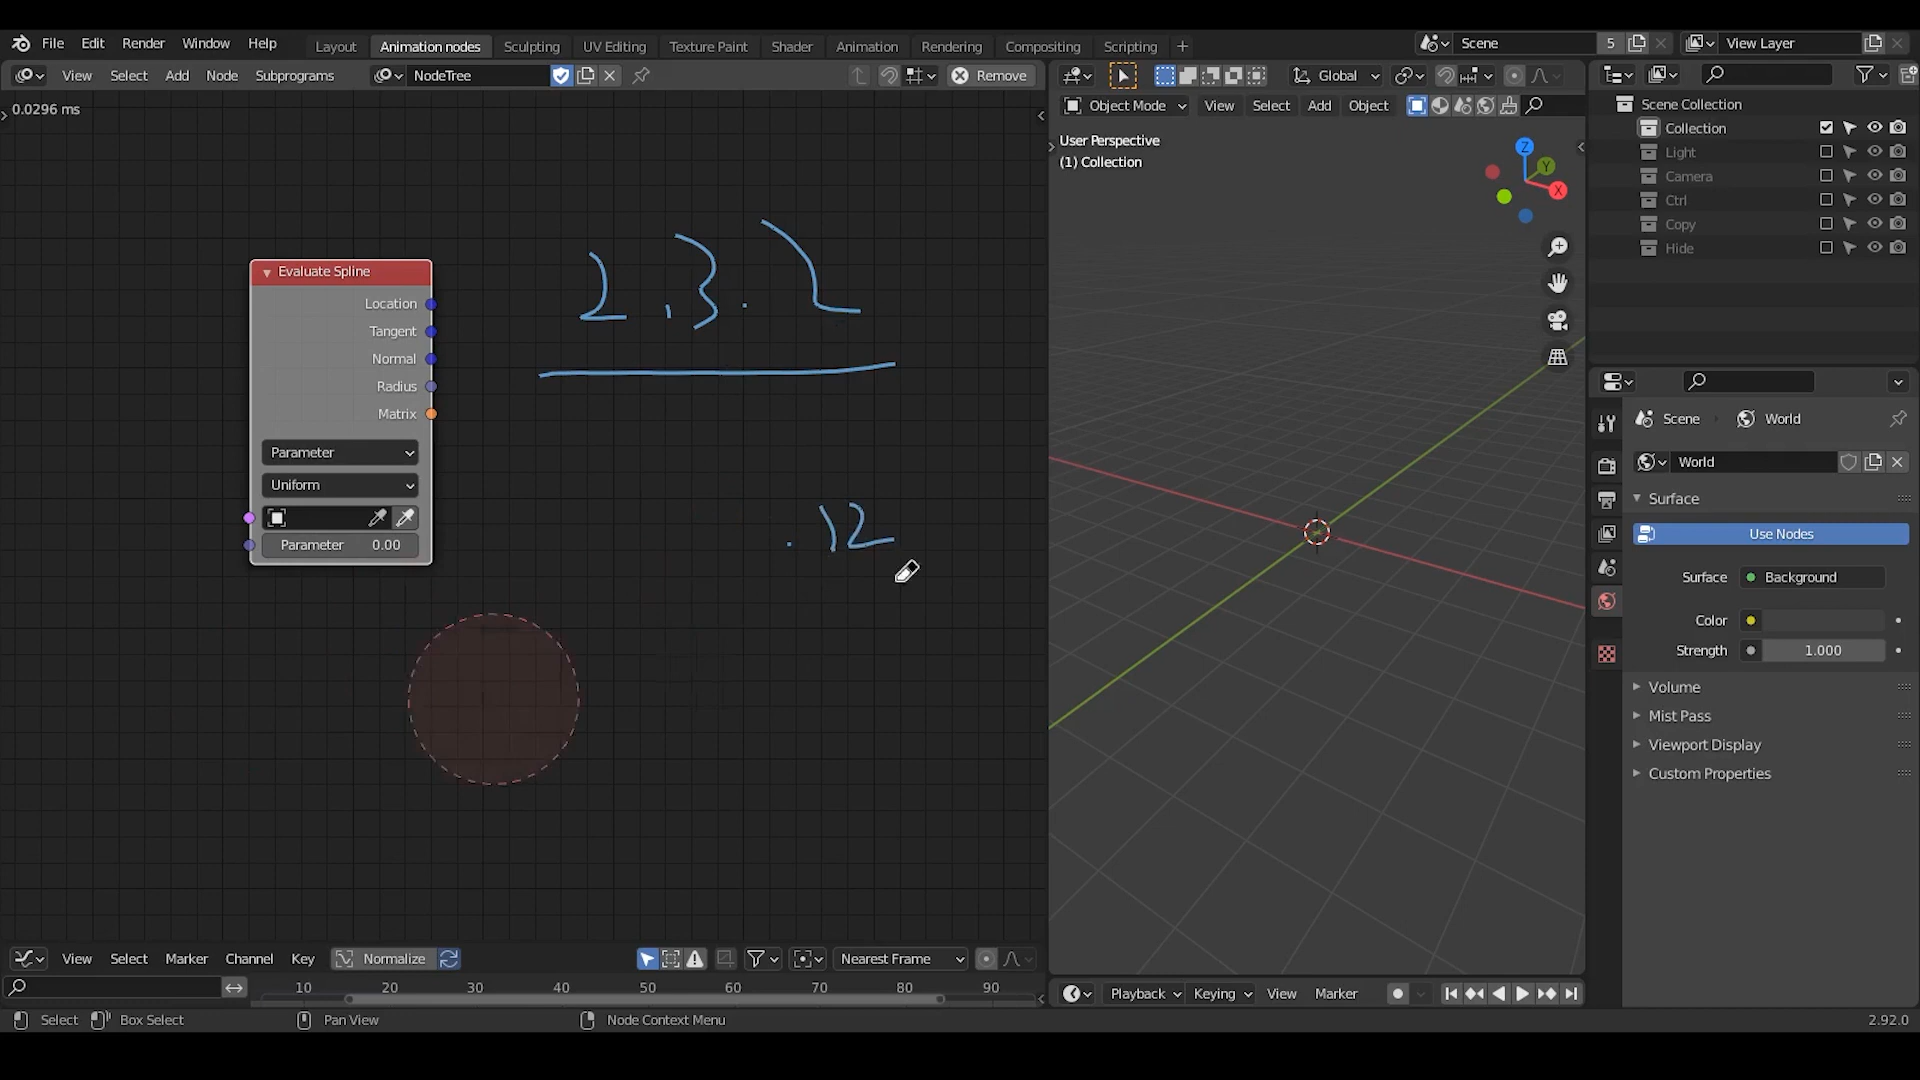 File Edit Render Window Help Layout Animation nodes Sculpting UV Editing Texture Paint Shader Animation Rendering Compositing Scripting + Scene 5 View Layer
View Select Add Node Subprograms NodeTree Remove Global
Object Mode View Select Add Object
0.0296 ms
User Perspective
(1) Collection
Z
Y
X
Scene Collection
Collection
Light
Camera
Ctrl
Copy
Hide
Evaluate Spline
Location
Tangent
Normal
Radius
Matrix
Parameter
Uniform
Parameter 0.00
2.3.2
.12
Scene World
World
Surface
Use Nodes
Surface Background
Color
Strength 1.000
Volume
Mist Pass
Viewport Display
Custom Properties
View Select Marker Channel Key Normalize Nearest Frame
10 20 30 40 50 60 70 80 90
Playback Keying View Marker
Select Box Select Pan View Node Context Menu 2.92.0